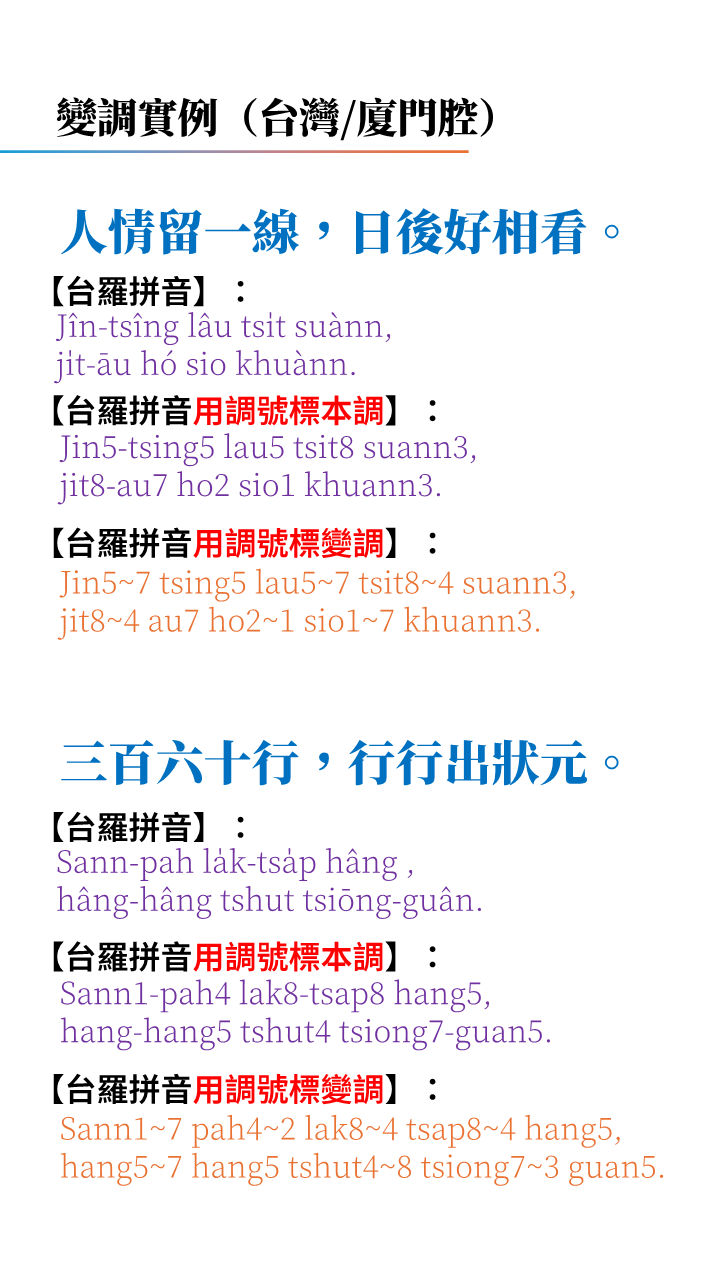 變調實例（台灣/廈門腔）
人情留一線，日後好相看。
【台羅拼音】：
Jîn-tsîng lâu tsi̍t suànn,
ji̍t-āu hó sio khuànn.
【台羅拼音用調號標本調】：
Jin5-tsing5 lau5 tsit8 suann3,
jit8-au7 ho2 sio1 khuann3.
【台羅拼音用調號標變調】：
Jin5~7 tsing5 lau5~7 tsit8~4 suann3,
jit8~4 au7 ho2~1 sio1~7 khuann3.
三百六十行，行行出狀元。
【台羅拼音】：
Sann-pah la̍k-tsa̍p hâng ,
hâng-hâng tshut tsiōng-guân.
【台羅拼音用調號標本調】：
Sann1-pah4 lak8-tsap8 hang5,
hang-hang5 tshut4 tsiong7-guan5.
【台羅拼音用調號標變調】：
Sann1~7 pah4~2 lak8~4 tsap8~4 hang5,
hang5~7 hang5 tshut4~8 tsiong7~3 guan5.